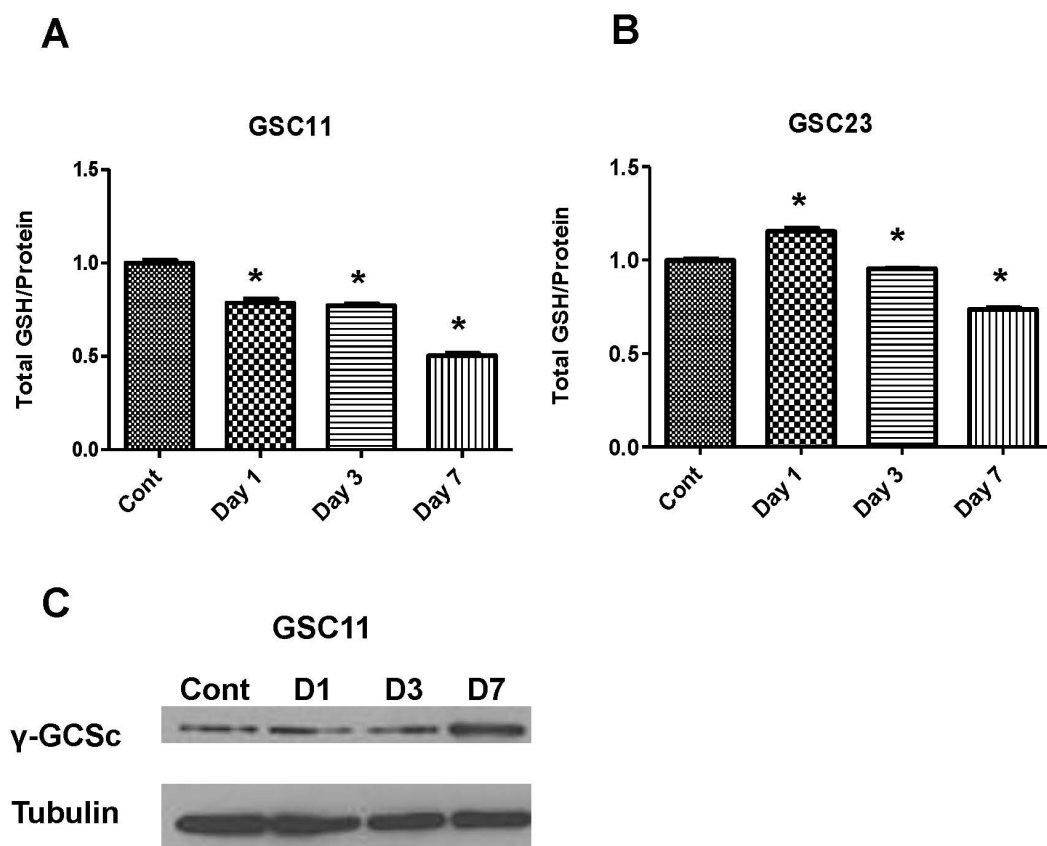 A
GSC11
Total GSH/Protein
1.5
1.0
0.5
0.0
*
*
*
Cont
Day 1
Day 3
Day 7
B
GSC23
Total GSH/Protein
1.5
1.0
0.5
0.0
*
*
*
Cont
Day 1
Day 3
Day 7
C
GSC11
Cont D1 D3 D7
γ-GCSc
Tubulin